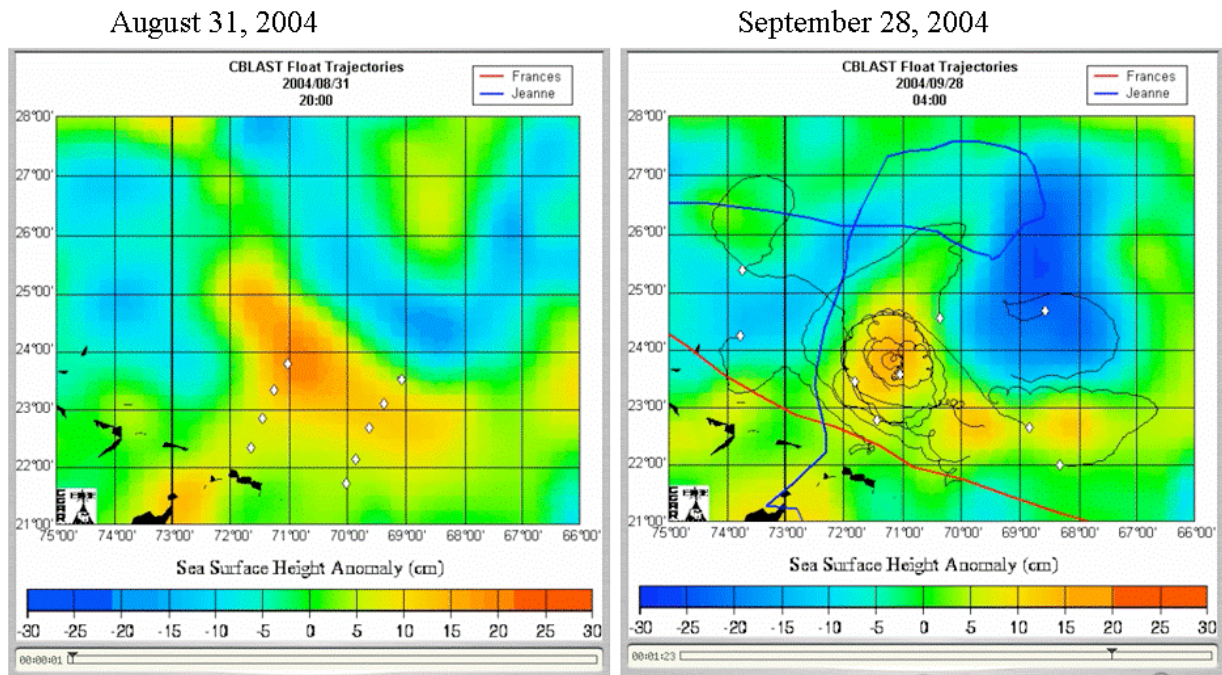 August 31, 2004
CBLAST Float Trajectories
2004/08/31
20:00
Frances
Jeanne
28°00'
27°00'
26°00'
25°00'
24°00'
23°00'
22°00'
21°00'
75°00' 74°00' 73°00' 72°00' 71°00' 70°00' 69°00' 68°00' 67°00' 66°00'
Sea Surface Height Anomaly (cm)
-30 -25 -20 -15 -10 -5 0 5 10 15 20 25 30
00:00:01
September 28, 2004
CBLAST Float Trajectories
2004/09/28
04:00
Frances
Jeanne
28°00'
27°00'
26°00'
25°00'
24°00'
23°00'
22°00'
21°00'
75°00' 74°00' 73°00' 72°00' 71°00' 70°00' 69°00' 68°00' 67°00' 66°00'
Sea Surface Height Anomaly (cm)
-30 -25 -20 -15 -10 -5 0 5 10 15 20 25 30
00:01:23